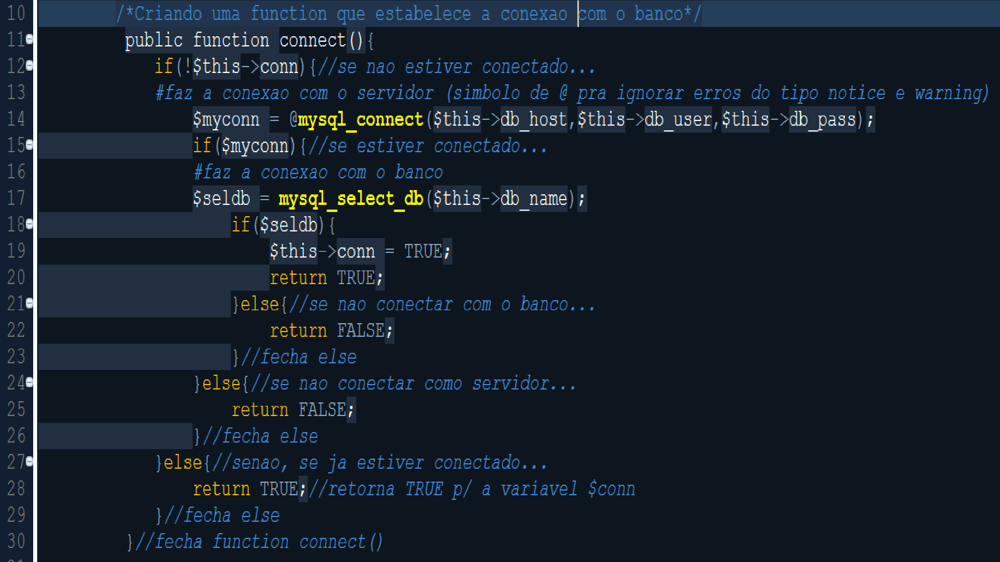 10 /*Criando uma function que estabelece a conexao com o banco*/
11 public function connect(){
12 if(!$this->conn){//se nao estiver conectado...
13 #faz a conexao com o servidor (simbolo de @ pra ignorar erros do tipo notice e warning)
14 $myconn = @mysql_connect($this->db_host,$this->db_user,$this->db_pass);
15 if($myconn){//se estiver conectado...
16 #faz a conexao com o banco
17 $seldb = mysql_select_db($this->db_name);
18 if($seldb){
19 $this->conn = TRUE;
20 return TRUE;
21 }else{//se nao conectar com o banco...
22 return FALSE;
23 }//fecha else
24 }else{//se nao conectar como servidor...
25 return FALSE;
26 }//fecha else
27 }else{//senao, se ja estiver conectado...
28 return TRUE;//retorna TRUE p/ a variavel $conn
29 }//fecha else
30 }//fecha function connect()